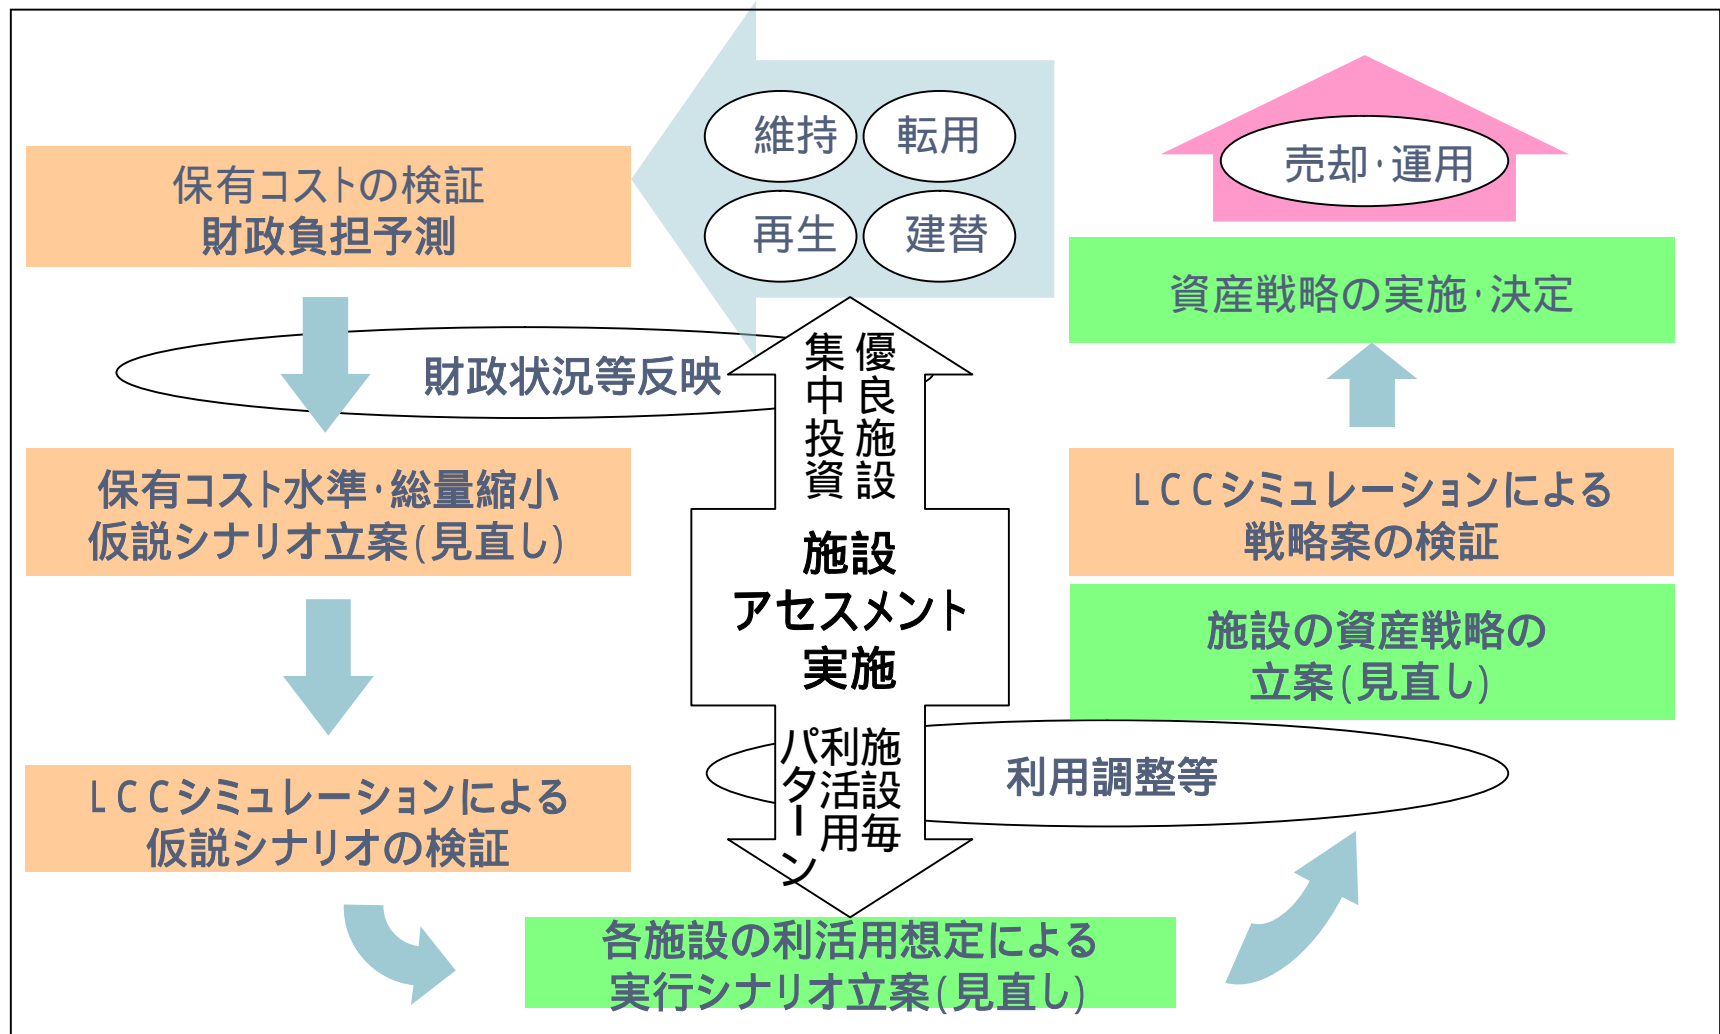 維持
転用
再生
建替
売却・運用
保有コストの検証
財政負担予測
資産戦略の実施・決定
財政状況等反映
優良施設
集中投資
保有コスト水準・総量縮小
仮説シナリオ立案(見直し)
LCCシミュレーションによる
戦略案の検証
施設
アセスメント
実施
施設の資産戦略の
立案(見直し)
施設毎
利活用
パターン
利用調整等
LCCシミュレーションによる
仮説シナリオの検証
各施設の利活用想定による
実行シナリオ立案(見直し)